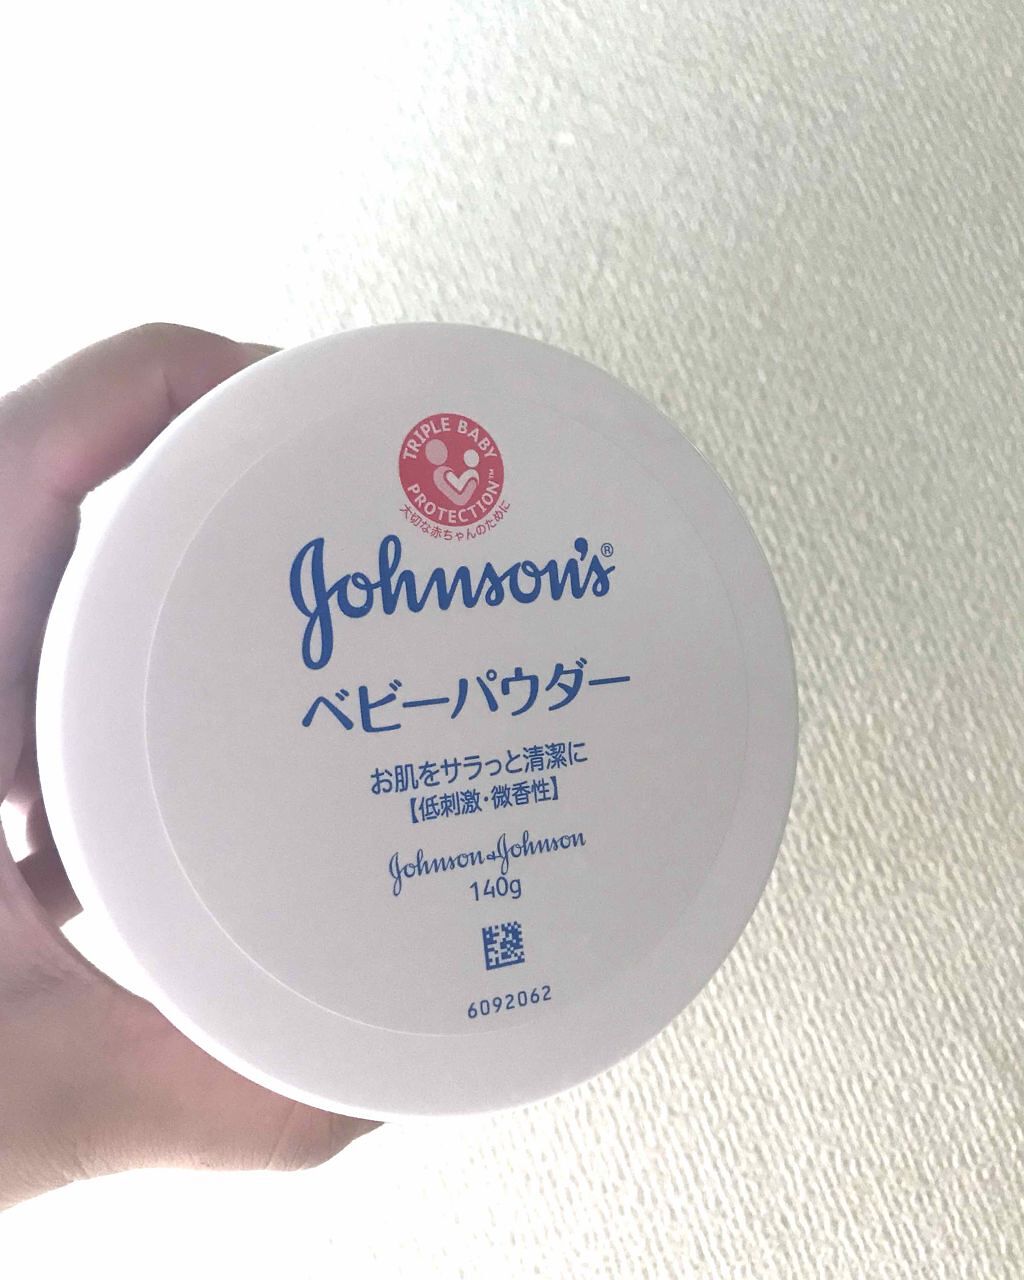 TRIPLE BABY
PROTECTION™
大切な赤ちゃんのために
Johnson's®
ベビーパウダー
お肌をサラっと清潔に
【低刺激・微香性】
Johnson & Johnson
140g
6092062